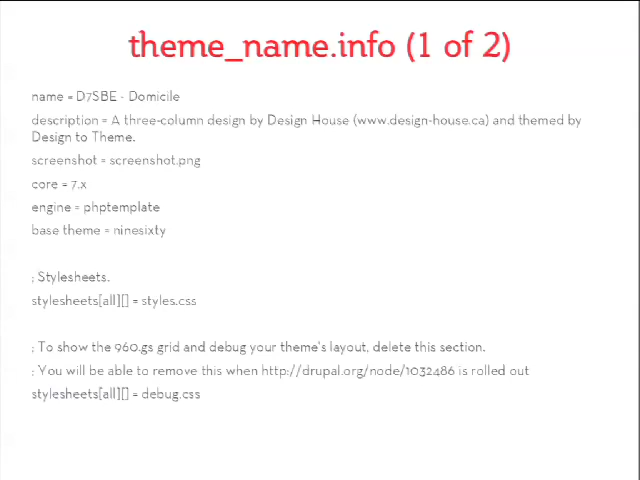 theme_name.info (1 of 2)
name = D7SBE - Domicile
description = A three-column design by Design House (www.design-house.ca) and themed by
Design to Theme.
screenshot = screenshot.png
core = 7.x
engine = phptemplate
base theme = ninesixty
; Stylesheets.
stylesheets[all][] = styles.css
; To show the 960.gs grid and debug your theme's layout, delete this section.
; You will be able to remove this when http://drupal.org/node/1032486 is rolled out
stylesheets[all][] = debug.css